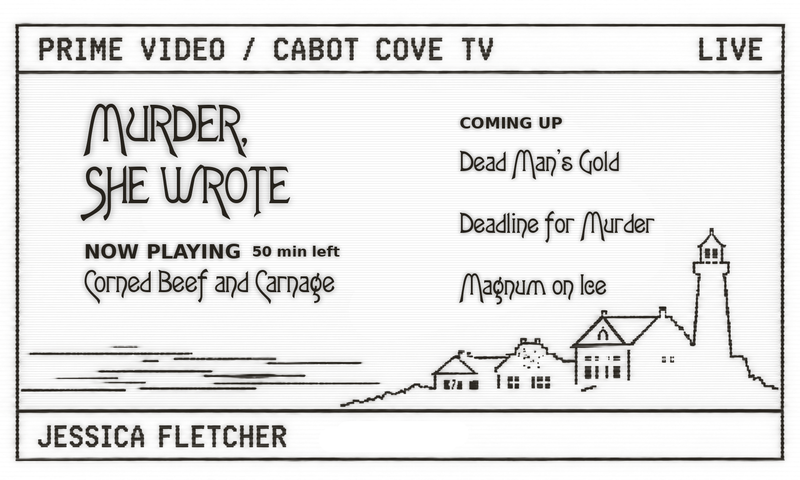 PRIME VIDEO / CABOT COVE TV LIVE
MURDER,
SHE WROTE
NOW PLAYING 50 min left
Corned Beef and Carnage
COMING UP
Dead Man's Gold
Deadline for Murder
Magnum on Ice
JESSICA FLETCHER